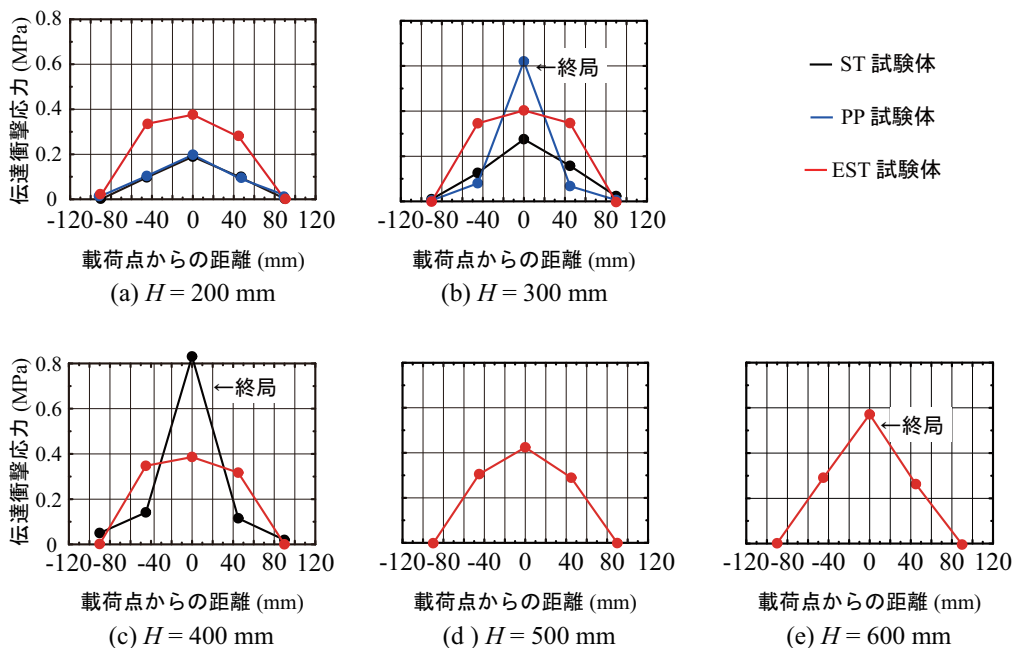 0.8
0.6
0.4
0.2
0
伝達衝撃応力 (MPa)
-120 -80 -40 0 40 80 120
載荷点からの距離 (mm)
(a) H = 200 mm
←終局
-120 -80 -40 0 40 80 120
載荷点からの距離 (mm)
(b) H = 300 mm
ST 試験体
PP 試験体
EST 試験体
0.8
0.6
0.4
0.2
0
伝達衝撃応力 (MPa)
←終局
-120 -80 -40 0 40 80 120
載荷点からの距離 (mm)
(c) H = 400 mm
-120 -80 -40 0 40 80 120
載荷点からの距離 (mm)
(d ) H = 500 mm
←終局
-120 -80 -40 0 40 80 120
載荷点からの距離 (mm)
(e) H = 600 mm